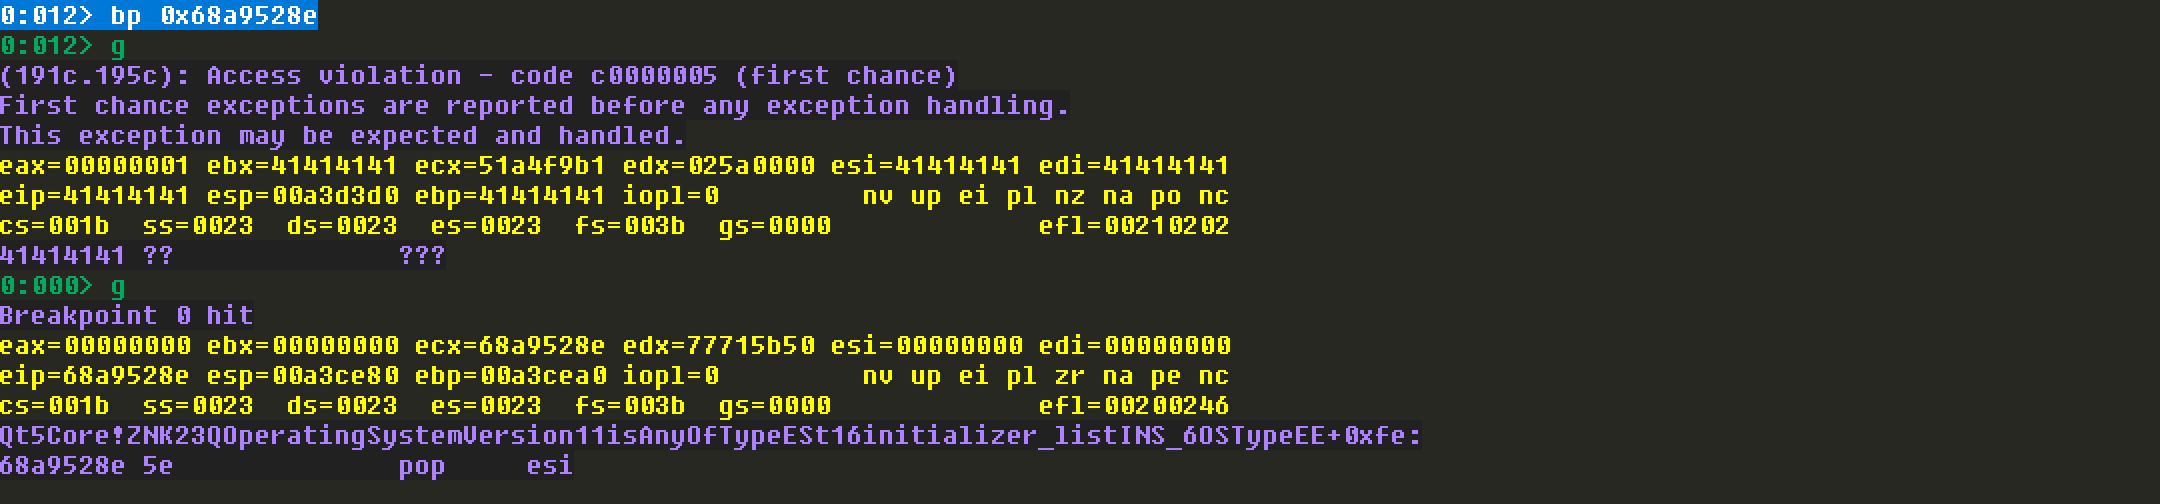 0:012> bp 0x68a9528e
0:012> g
(191c.195c): Access violation - code c0000005 (first chance)
First chance exceptions are reported before any exception handling.
This exception may be expected and handled.
eax=00000001 ebx=41414141 ecx=51a4f9b1 edx=025a0000 esi=41414141 edi=41414141
eip=41414141 esp=00a3d3d0 ebp=41414141 iopl=0         nv up ei pl nz na po nc
cs=001b  ss=0023  ds=0023  es=0023  fs=003b  gs=0000             efl=00210202
41414141 ??              ???
0:000> g
Breakpoint 0 hit
eax=00000000 ebx=00000000 ecx=68a9528e edx=77715b50 esi=00000000 edi=00000000
eip=68a9528e esp=00a3ce80 ebp=00a3cea0 iopl=0         nv up ei pl zr na pe nc
cs=001b  ss=0023  ds=0023  es=0023  fs=003b  gs=0000             efl=00200246
Qt5Core!ZNK23QOperatingSystemVersion11isAnyOfTypeESt16initializer_listINS_6OSTypeEE+0xfe:
68a9528e 5e              pop     esi